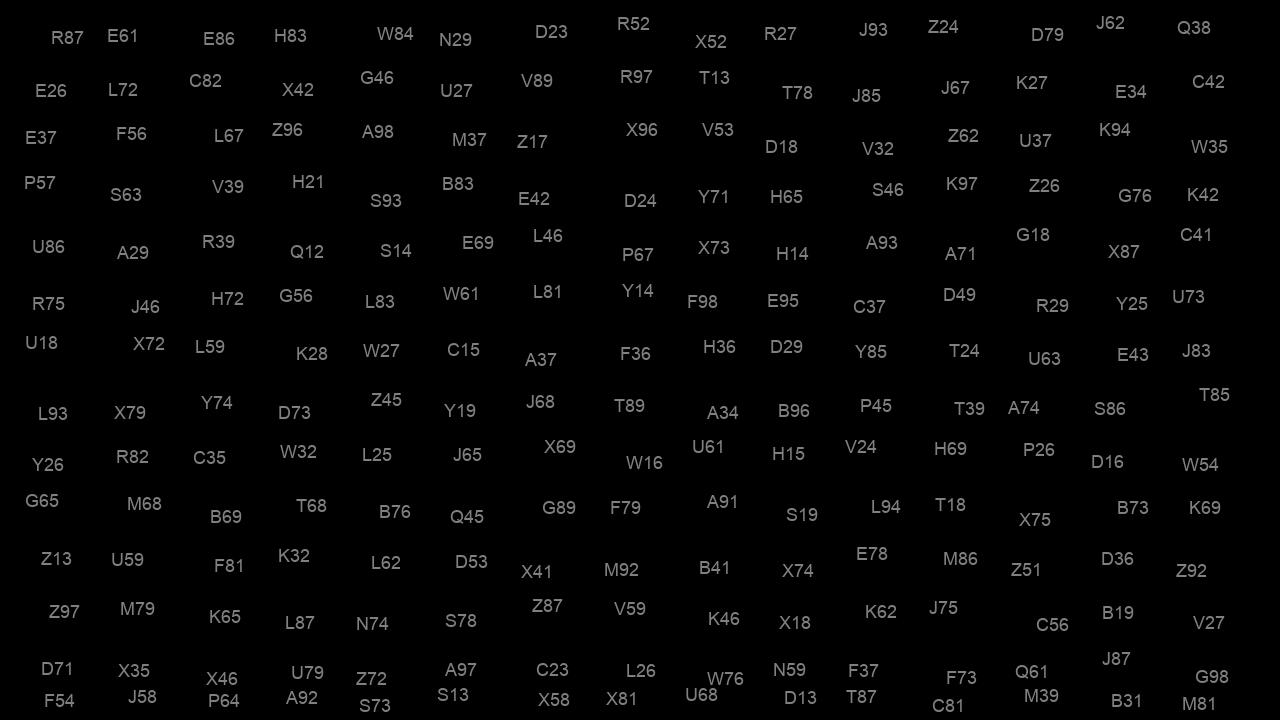 R87 E61 E86 H83 W84 N29 D23 R52 X52 R27 J93 Z24 D79 J62 Q38
E26 L72 C82 X42 G46 U27 V89 R97 T13 T78 J85 J67 K27 E34 C42
E37 F56 L67 Z96 A98 M37 Z17 X96 V53 D18 V32 Z62 U37 K94 W35
P57 S63 V39 H21 S93 B83 E42 D24 Y71 H65 S46 K97 Z26 G76 K42
U86 A29 R39 Q12 S14 E69 L46 P67 X73 H14 A93 A71 G18 X87 C41
R75 J46 H72 G56 L83 W61 L81 Y14 F98 E95 C37 D49 R29 Y25 U73
U18 X72 L59 K28 W27 C15 A37 F36 H36 D29 Y85 T24 U63 E43 J83
L93 X79 Y74 D73 Z45 Y19 J68 T89 A34 B96 P45 T39 A74 S86 T85
Y26 R82 C35 W32 L25 J65 X69 W16 U61 H15 V24 H69 P26 D16 W54
G65 M68 B69 T68 B76 Q45 G89 F79 A91 S19 L94 T18 X75 B73 K69
Z13 U59 F81 K32 L62 D53 X41 M92 B41 X74 E78 M86 Z51 D36 Z92
Z97 M79 K65 L87 N74 S78 Z87 V59 K46 X18 K62 J75 C56 B19 V27
D71 X35 X46 U79 Z72 A97 C23 L26 W76 N59 F37 F73 Q61 J87 G98
F54 J58 P64 A92 S73 S13 X58 X81 U68 D13 T87 C81 M39 B31 M81